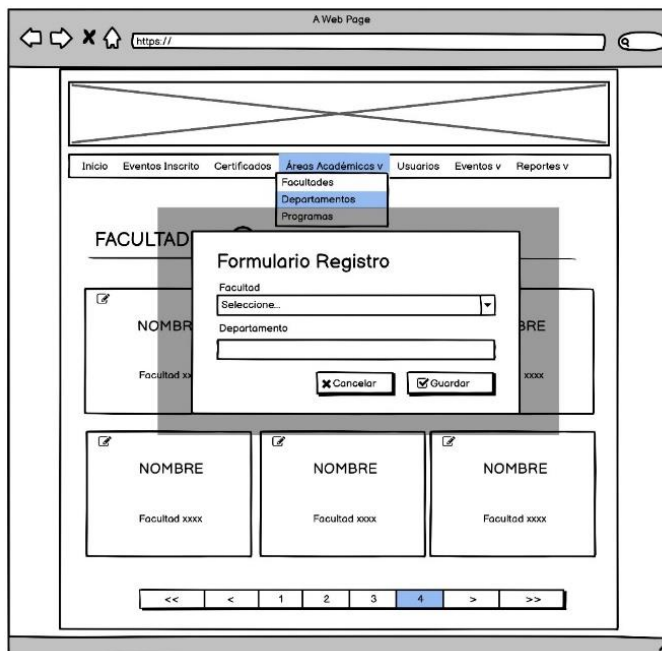 A Web Page
https://
Inicio Eventos Inscrito Certificados Áreas Académicas v Usuarios Eventos v Reportes v
Facultades
Departamentos
Programas
FACULTAD
Formulario Registro
Facultad
Seleccione...
Departamento
Cancelar Guardar
NOMBR BRE
Facultad xx xxxx
NOMBRE NOMBRE NOMBRE
Facultad xxxx Facultad xxxx Facultad xxxx
<< < 1 2 3 4 > >>